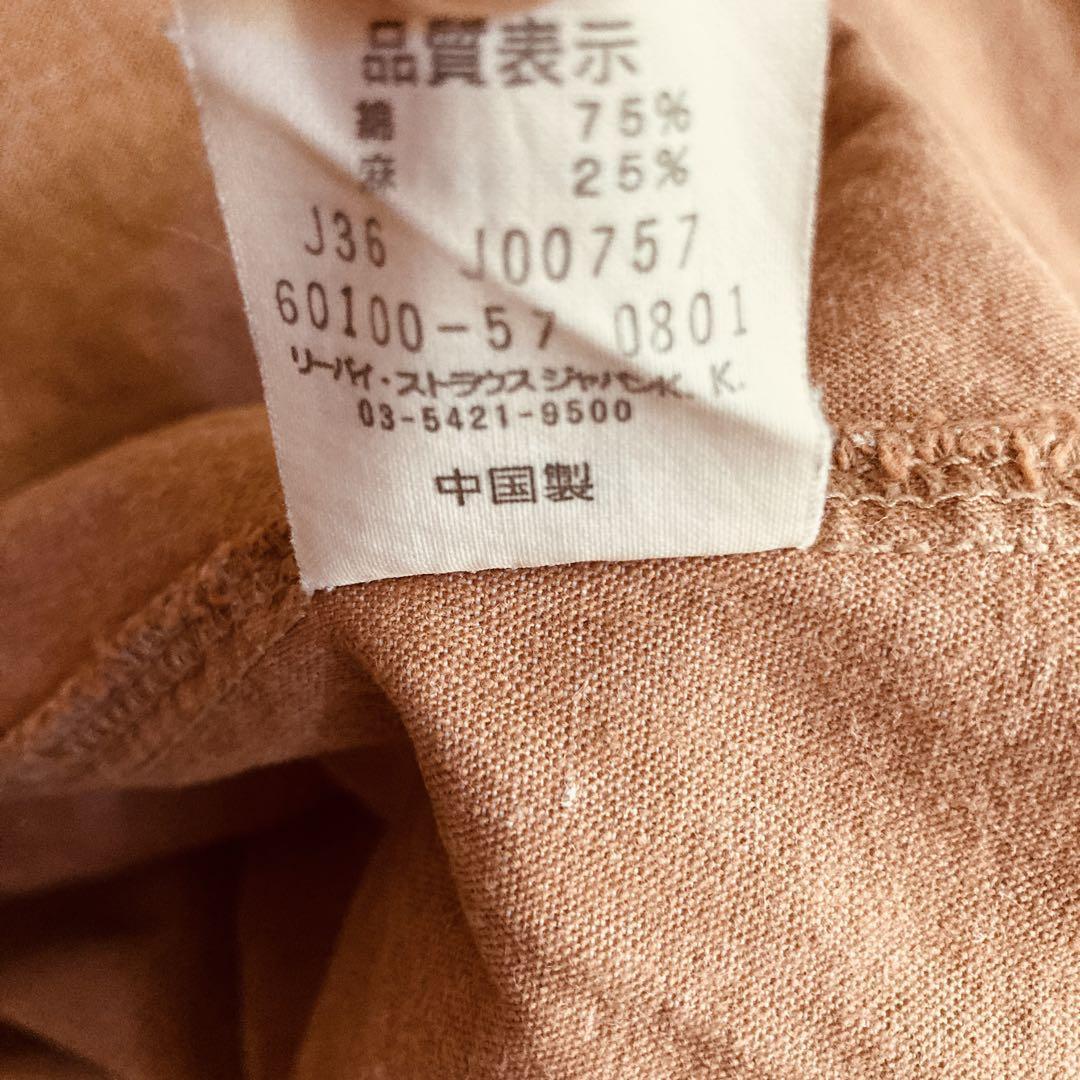 品質表示
綿 75%
麻 25%
J36 J00757
60100-57 0801
リーバイ・ストラウス ジャパン K. K.
03-5421-9500
中国製